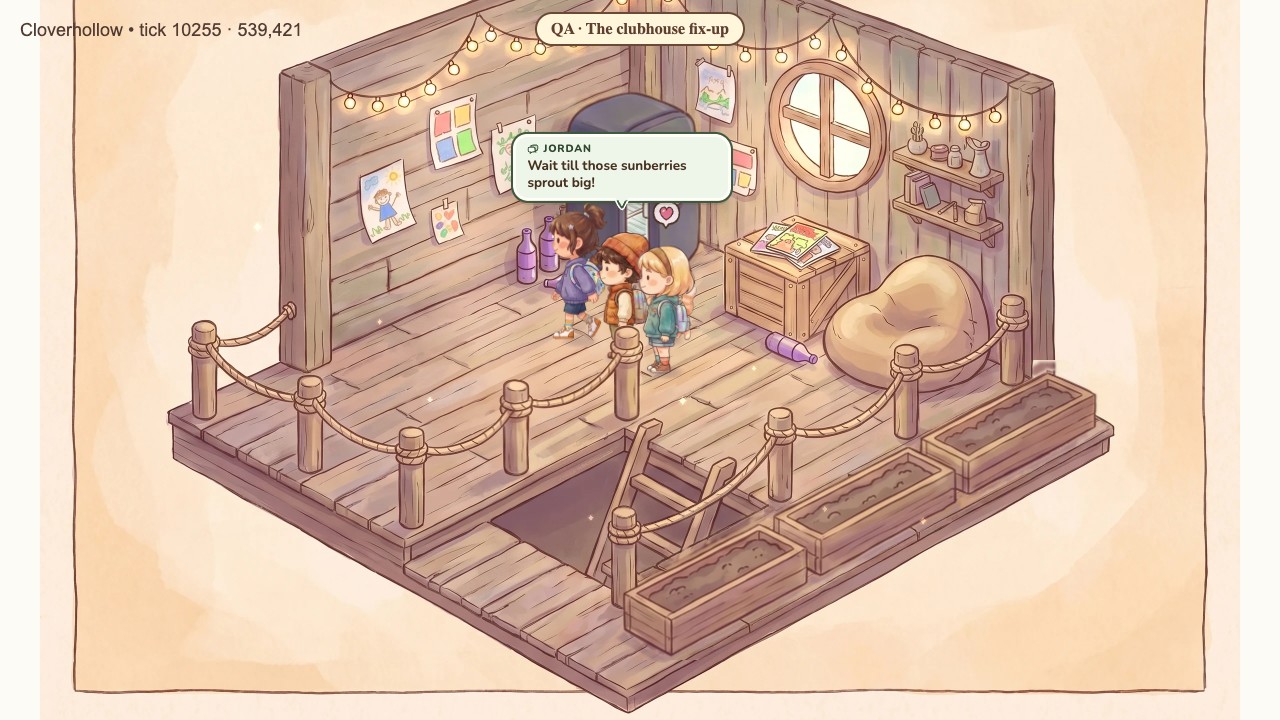 Cloverhollow • tick 10255 · 539,421
QA · The clubhouse fix-up
JORDAN
Wait till those sunberries
sprout big!